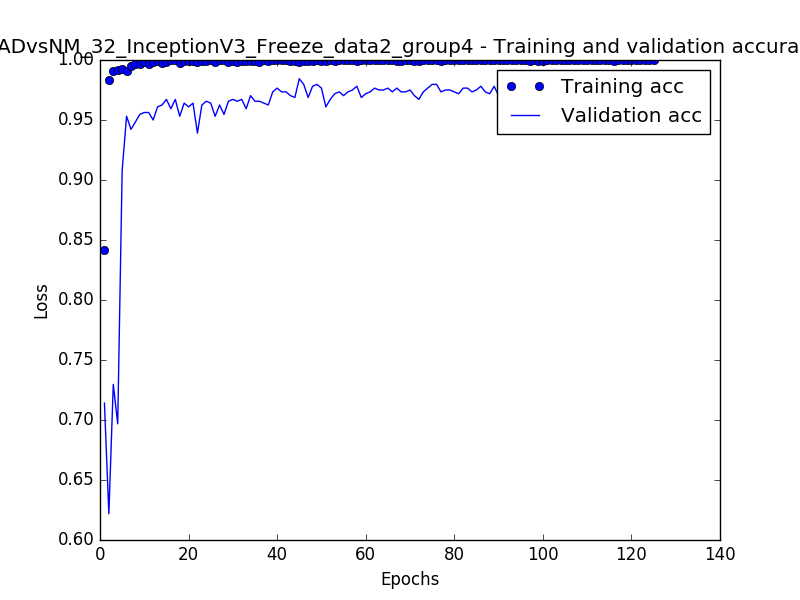 ADvsNM_32_InceptionV3_Freeze_data2_group4 - Training and validation accura
1.00
0.95
0.90
0.85
0.80
0.75
0.70
0.65
0.60
Loss
Training acc
Validation acc
0 20 40 60 80 100 120 140
Epochs